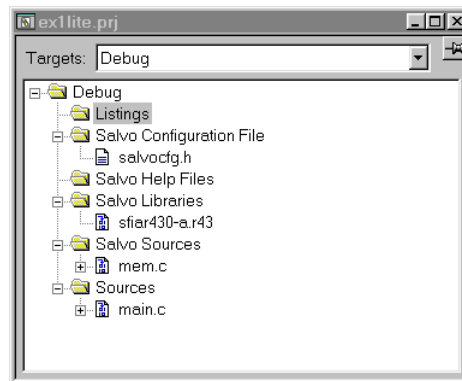 ex1lite.prj
Targets: Debug
Debug
Listings
Salvo Configuration File
salvocfg.h
Salvo Help Files
Salvo Libraries
sfiar430-a.r43
Salvo Sources
mem.c
Sources
main.c